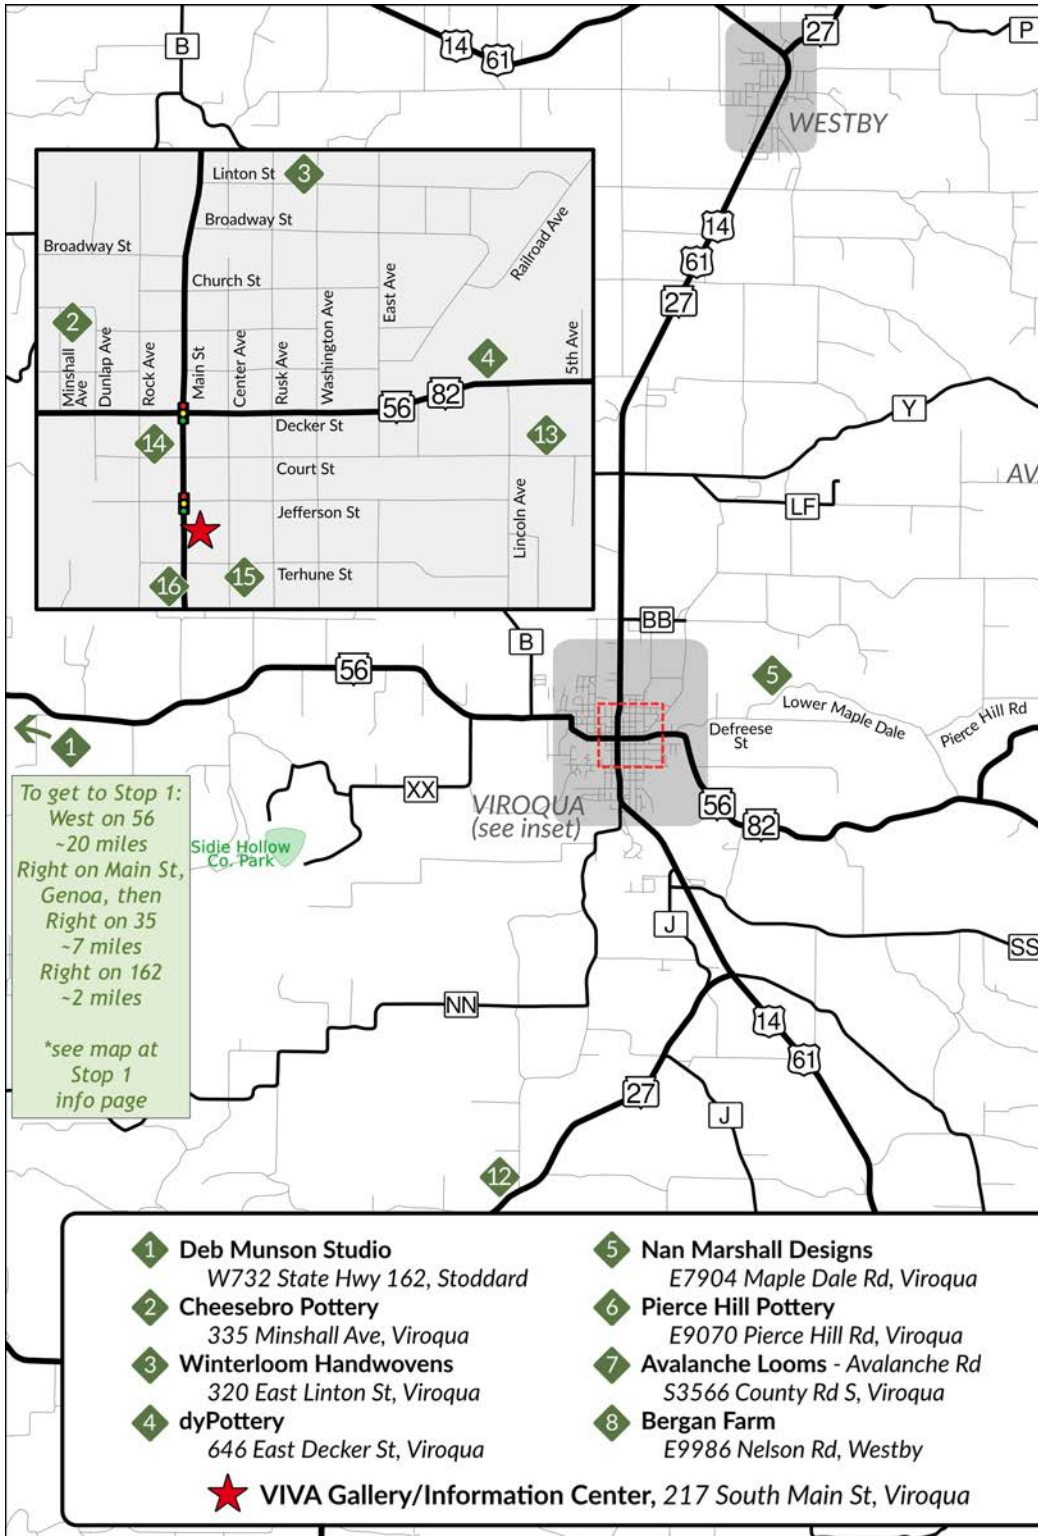 B
14
61
27
P
WESTBY
3
Linton St
Broadway St
Broadway St
Railroad Ave
Church St
East Ave
2
Minshall Ave
Dunlap Ave
Rock Ave
Main St
Center Ave
Rusk Ave
Washington Ave
4
5th Ave
56
82
Decker St
14
13
Court St
Lincoln Ave
Jefferson St
16
15
Terhune St
14
61
27
Y
LF
BB
B
56
5
Lower Maple Dale
Pierce Hill Rd
Defreese
St
1
XX
VIROQUA
(see inset)
56
82
Sidie Hollow
Co. Park
To get to Stop 1:
West on 56
~20 miles
Right on Main St,
Genoa, then
Right on 35
~7 miles
Right on 162
~2 miles
*see map at
Stop 1
info page
J
SS
NN
14
61
27
J
12
1 Deb Munson Studio
W732 State Hwy 162, Stoddard
2 Cheesebro Pottery
335 Minshall Ave, Viroqua
3 Winterloom Handwovens
320 East Linton St, Viroqua
4 dyPottery
646 East Decker St, Viroqua
5 Nan Marshall Designs
E7904 Maple Dale Rd, Viroqua
6 Pierce Hill Pottery
E9070 Pierce Hill Rd, Viroqua
7 Avalanche Looms - Avalanche Rd
S3566 County Rd S, Viroqua
8 Bergan Farm
E9986 Nelson Rd, Westby
VIVA Gallery/Information Center, 217 South Main St, Viroqua